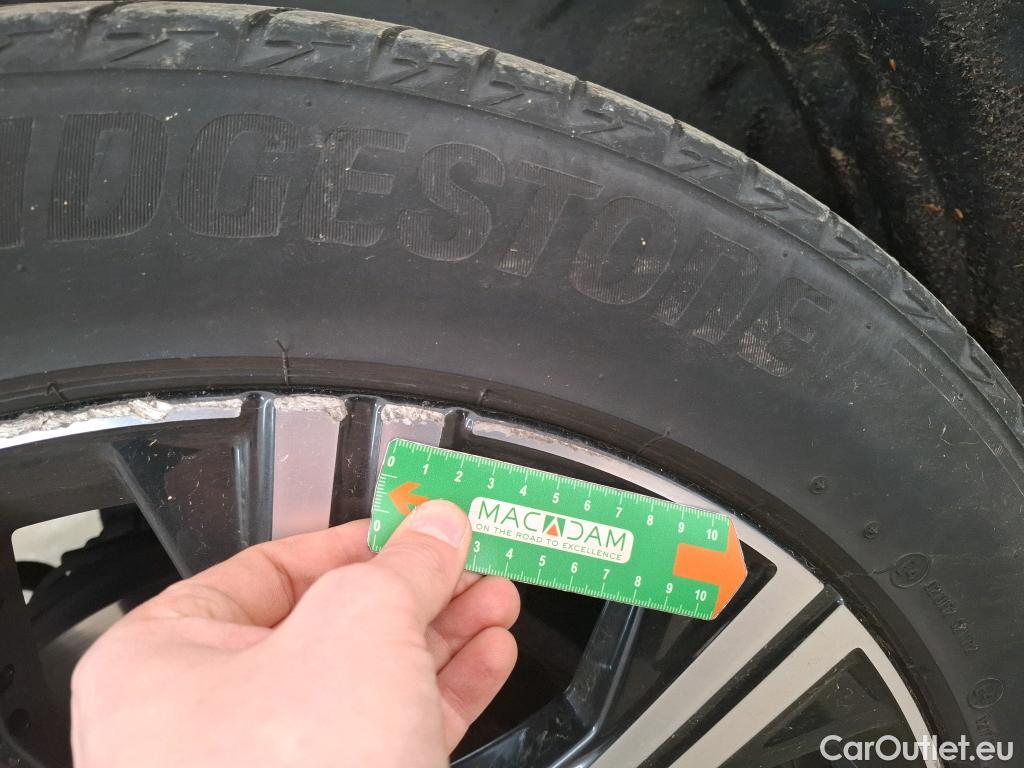 IDGESTONE
0 1 2 3 4 5 6 7 8 9 10
MACADAM
ON THE ROAD TO EXCELLENCE
0 3 4 5 6 7 8 9 10
CarOutlet.eu